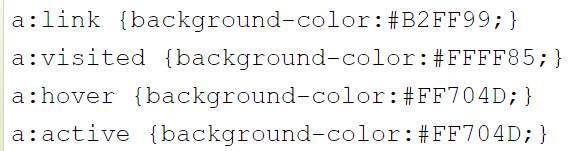 a:link {background-color:#B2FF99;}
a:visited {background-color:#FFFF85;}
a:hover {background-color:#FF704D;}
a:active {background-color:#FF704D;}